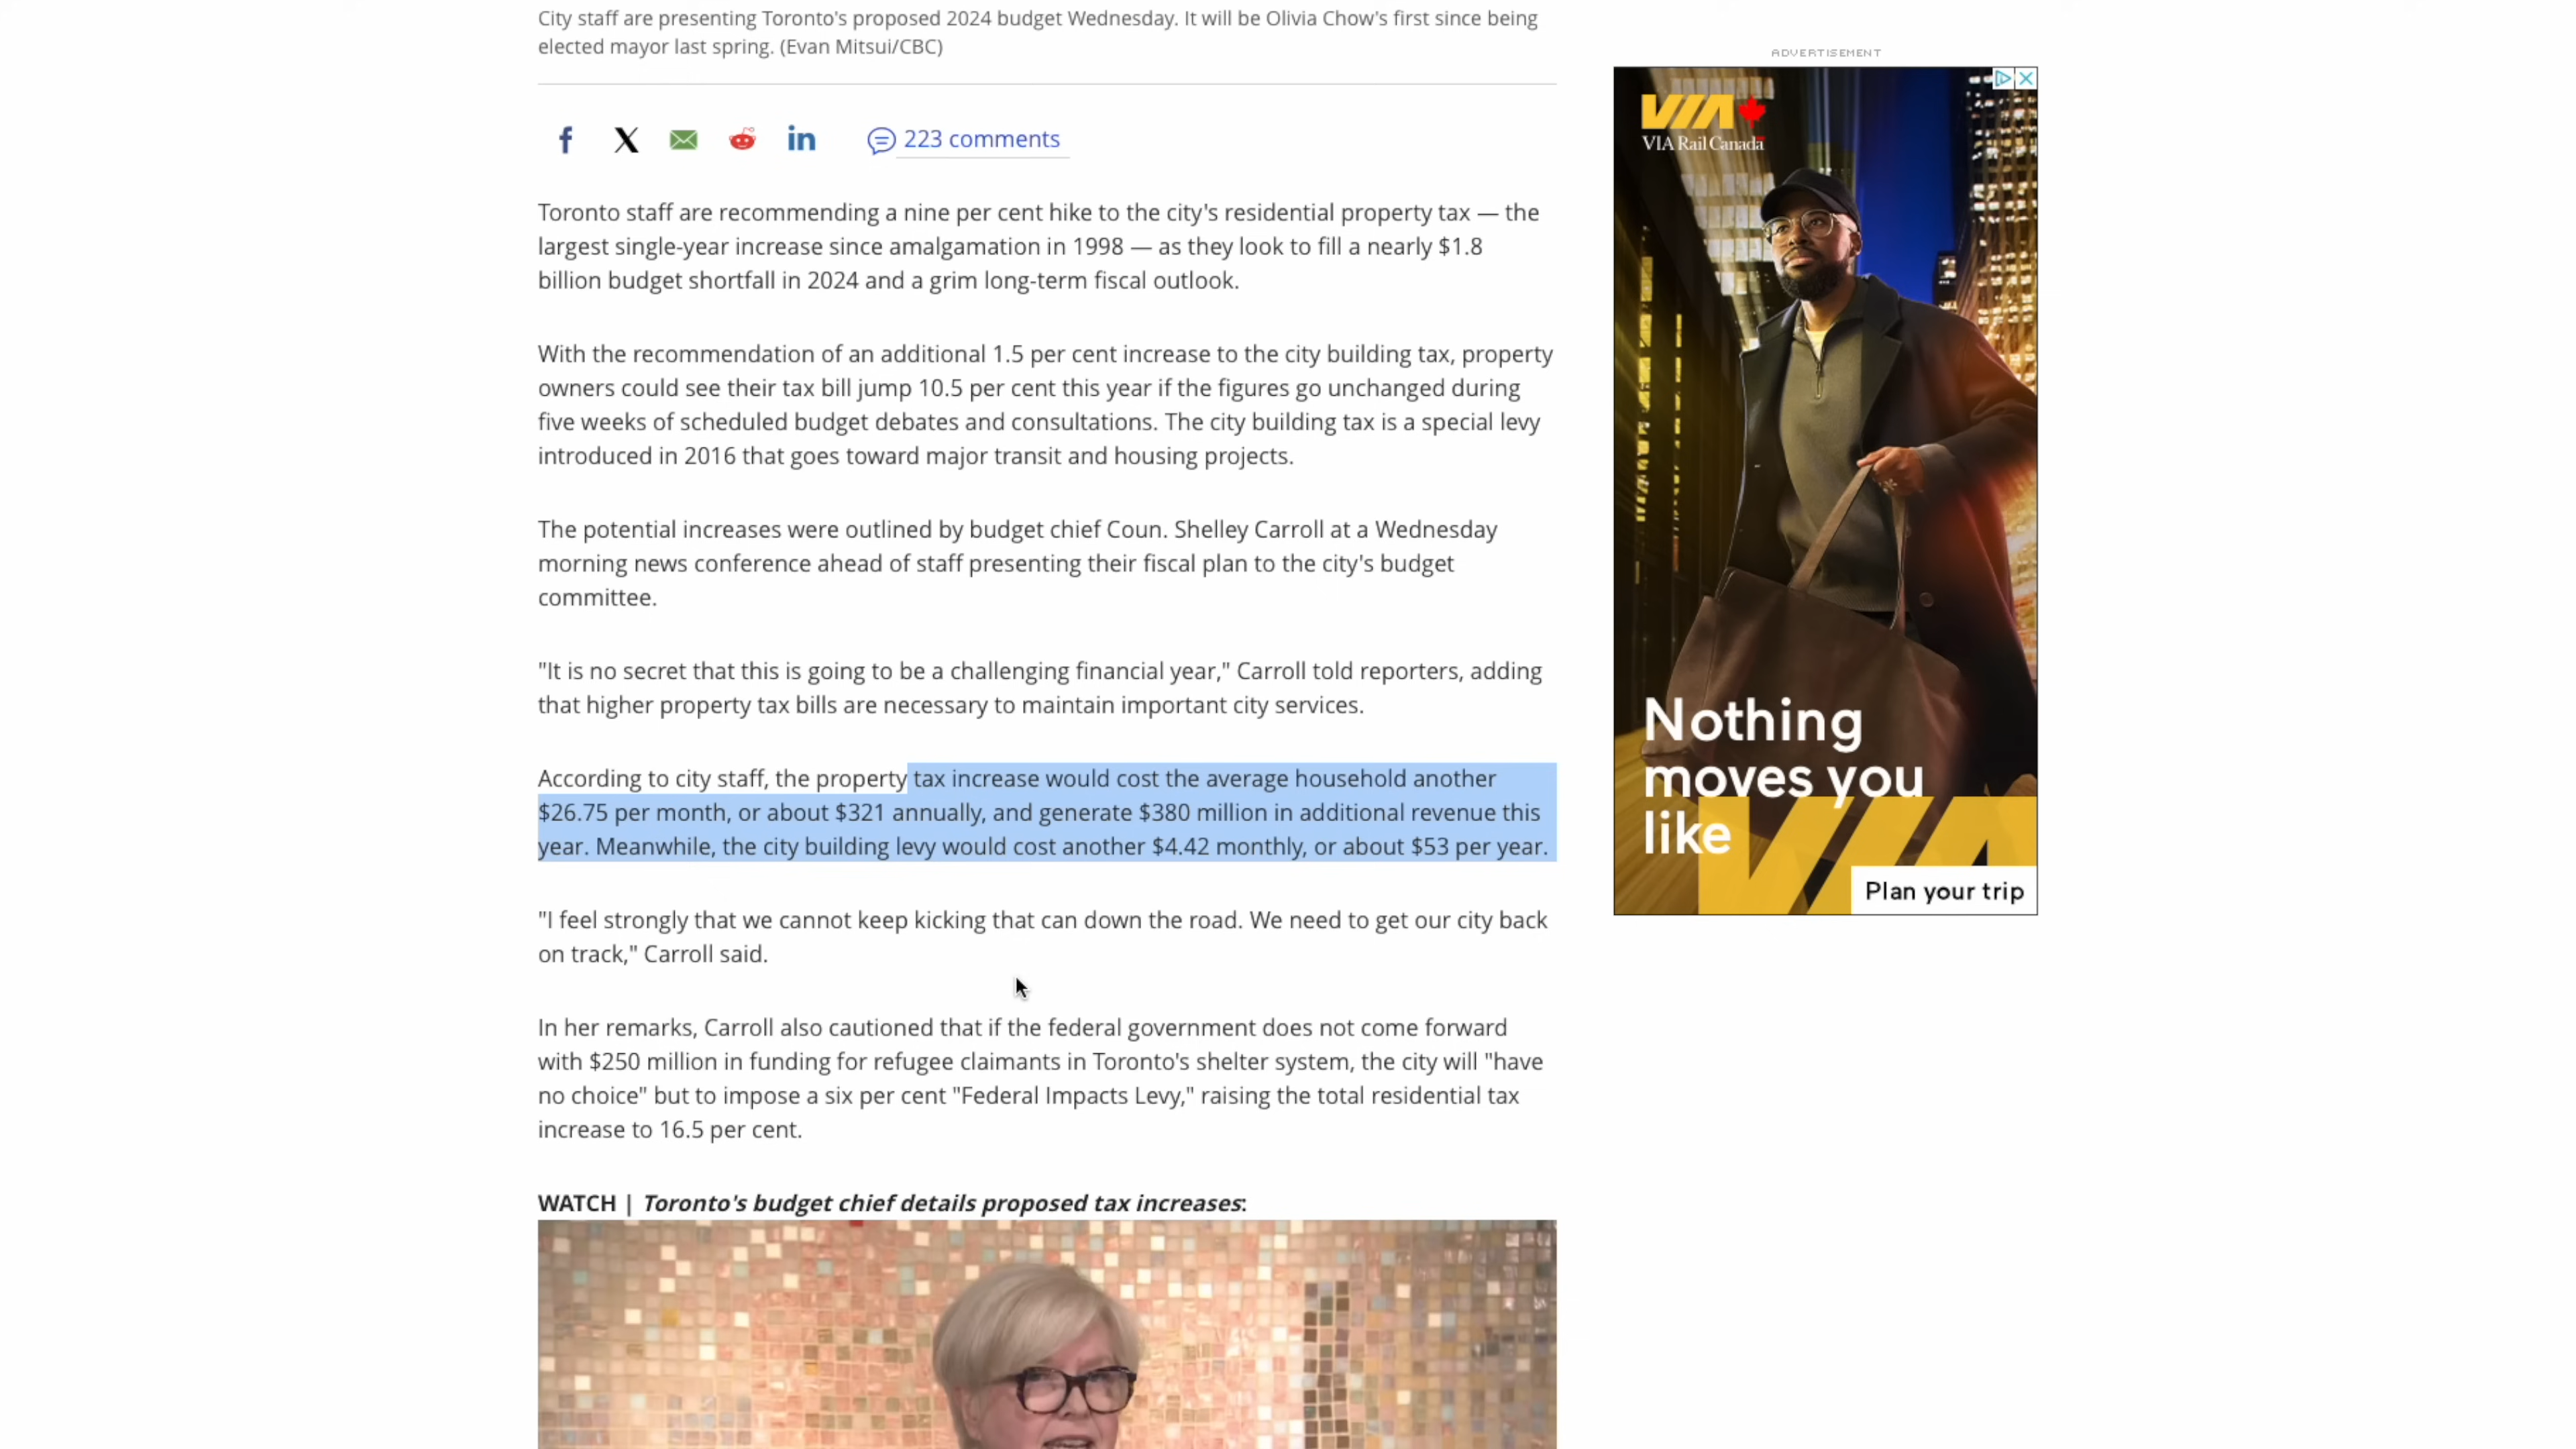 City staff are presenting Toronto's proposed 2024 budget Wednesday. It will be Olivia Chow's first since being
elected mayor last spring. (Evan Mitsui/CBC)
ADVERTISEMENT
223 comments
Toronto staff are recommending a nine per cent hike to the city's residential property tax — the
largest single-year increase since amalgamation in 1998 — as they look to fill a nearly $1.8
billion budget shortfall in 2024 and a grim long-term fiscal outlook.
With the recommendation of an additional 1.5 per cent increase to the city building tax, property
owners could see their tax bill jump 10.5 per cent this year if the figures go unchanged during
five weeks of scheduled budget debates and consultations. The city building tax is a special levy
introduced in 2016 that goes toward major transit and housing projects.
The potential increases were outlined by budget chief Coun. Shelley Carroll at a Wednesday
morning news conference ahead of staff presenting their fiscal plan to the city's budget
committee.
"It is no secret that this is going to be a challenging financial year," Carroll told reporters, adding
that higher property tax bills are necessary to maintain important city services.
According to city staff, the property tax increase would cost the average household another
$26.75 per month, or about $321 annually, and generate $380 million in additional revenue this
year. Meanwhile, the city building levy would cost another $4.42 monthly, or about $53 per year.
"I feel strongly that we cannot keep kicking that can down the road. We need to get our city back
on track," Carroll said.
In her remarks, Carroll also cautioned that if the federal government does not come forward
with $250 million in funding for refugee claimants in Toronto's shelter system, the city will "have
no choice" but to impose a six per cent "Federal Impacts Levy," raising the total residential tax
increase to 16.5 per cent.
WATCH | Toronto's budget chief details proposed tax increases:
VIA
VIA Rail Canada
Nothing
moves you
like
VIA
Plan your trip